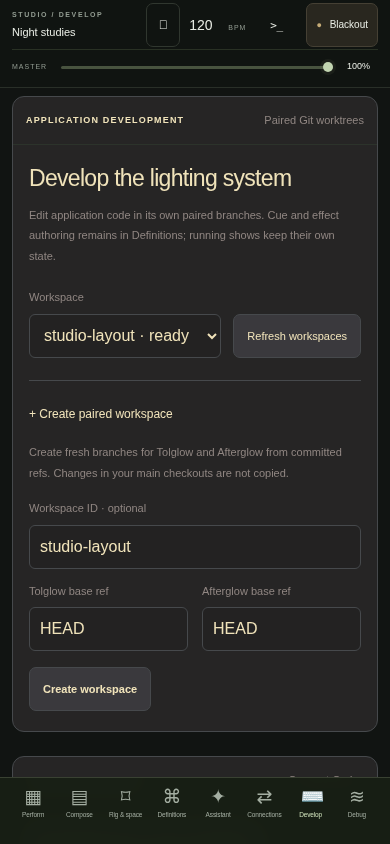 STUDIO / DEVELOP
Night studies
120
BPM
>_
Blackout
MASTER
100%
APPLICATION DEVELOPMENT
Paired Git worktrees
Develop the lighting system
Edit application code in its own paired branches. Cue and effect
authoring remains in Definitions; running shows keep their own
state.
Workspace
studio-layout · ready
Refresh workspaces
+ Create paired workspace
Create fresh branches for Tolglow and Afterglow from committed
refs. Changes in your main checkouts are not copied.
Workspace ID · optional
studio-layout
Tolglow base ref
Afterglow base ref
HEAD
HEAD
Create workspace
Perform
Compose
Rig & space
Definitions
Assistant
Connections
Develop
Debug